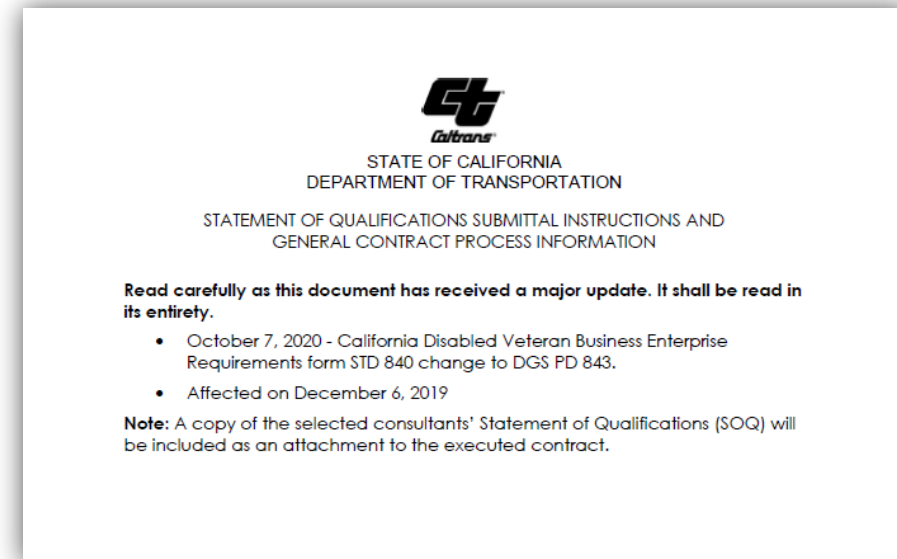 Ct
Caltrans
STATE OF CALIFORNIA
DEPARTMENT OF TRANSPORTATION
STATEMENT OF QUALIFICATIONS SUBMITTAL INSTRUCTIONS AND
GENERAL CONTRACT PROCESS INFORMATION
Read carefully as this document has received a major update. It shall be read in
its entirety.
• October 7, 2020 - California Disabled Veteran Business Enterprise
Requirements form STD 840 change to DGS PD 843.
• Affected on December 6, 2019
Note: A copy of the selected consultants’ Statement of Qualifications (SOQ) will
be included as an attachment to the executed contract.